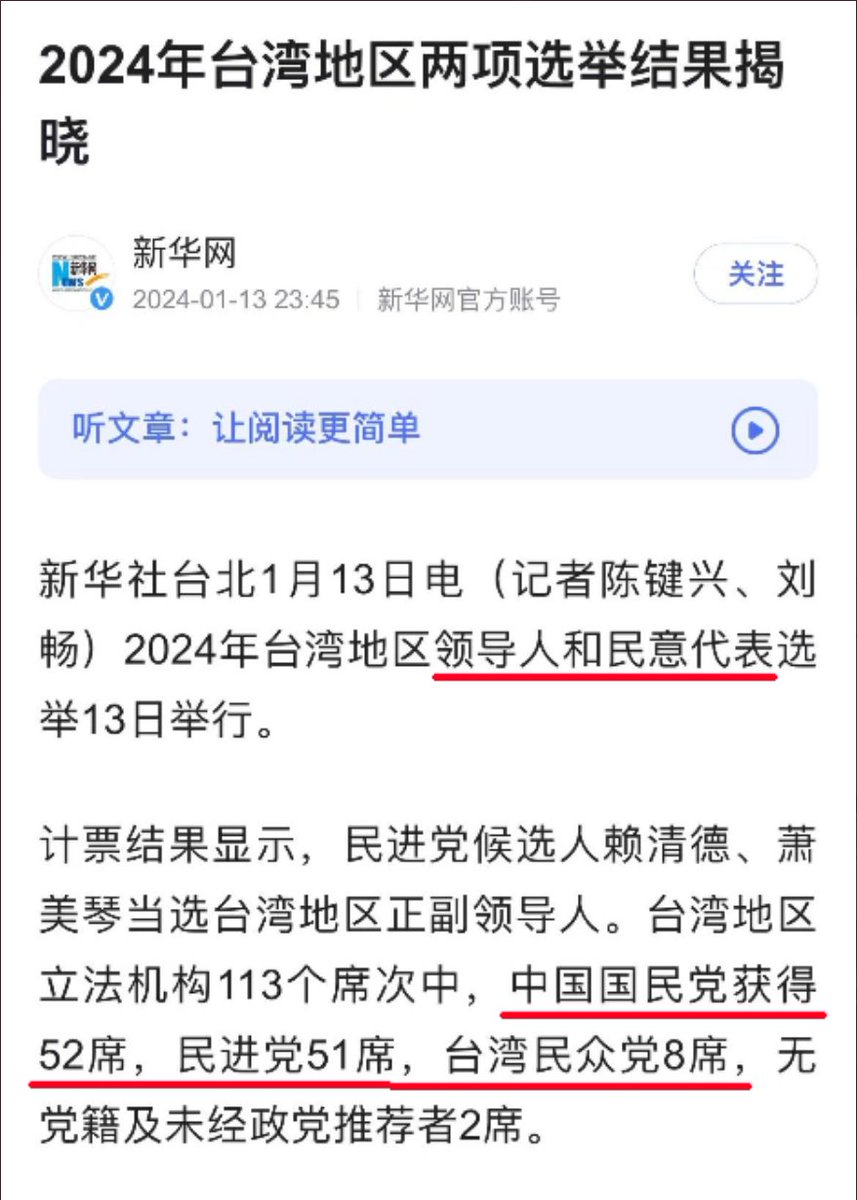 2024年台湾地区两项选举结果揭
晓
新华网
NEWS 新华网
2024-01-13 23:45 | 新华网官方账号
关注
听文章：让阅读更简单
新华社台北1月13日电（记者陈键兴、刘
畅）2024年台湾地区领导人和民意代表选
举13日举行。
计票结果显示，民进党候选人赖清德、萧
美琴当选台湾地区正副领导人。台湾地区
立法机构113个席次中，中国国民党获得
52席，民进党51席，台湾民众党8席，无
党籍及未经政党推荐者2席。